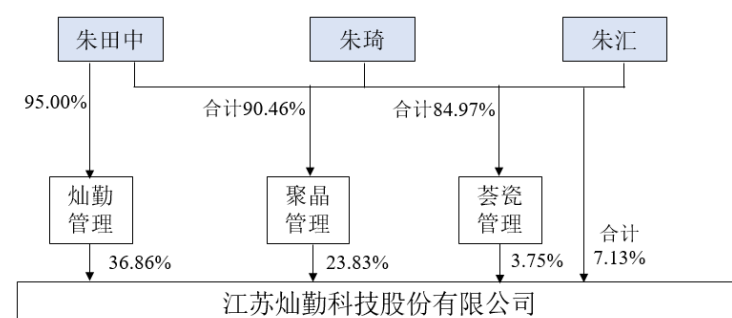 朱田中
朱琦
朱汇
95.00%
合计90.46%
合计84.97%
灿勤
管理
聚晶
管理
荟瓷
管理
合计
7.13%
36.86%
23.83%
3.75%
江苏灿勤科技股份有限公司